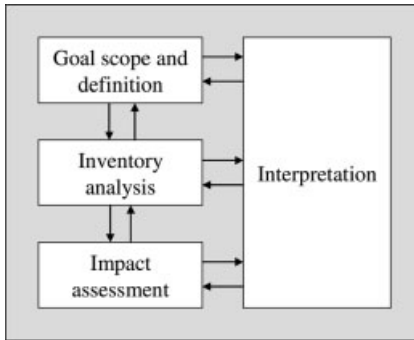 Goal scope and
definition
Inventory
analysis
Interpretation
Impact
assessment